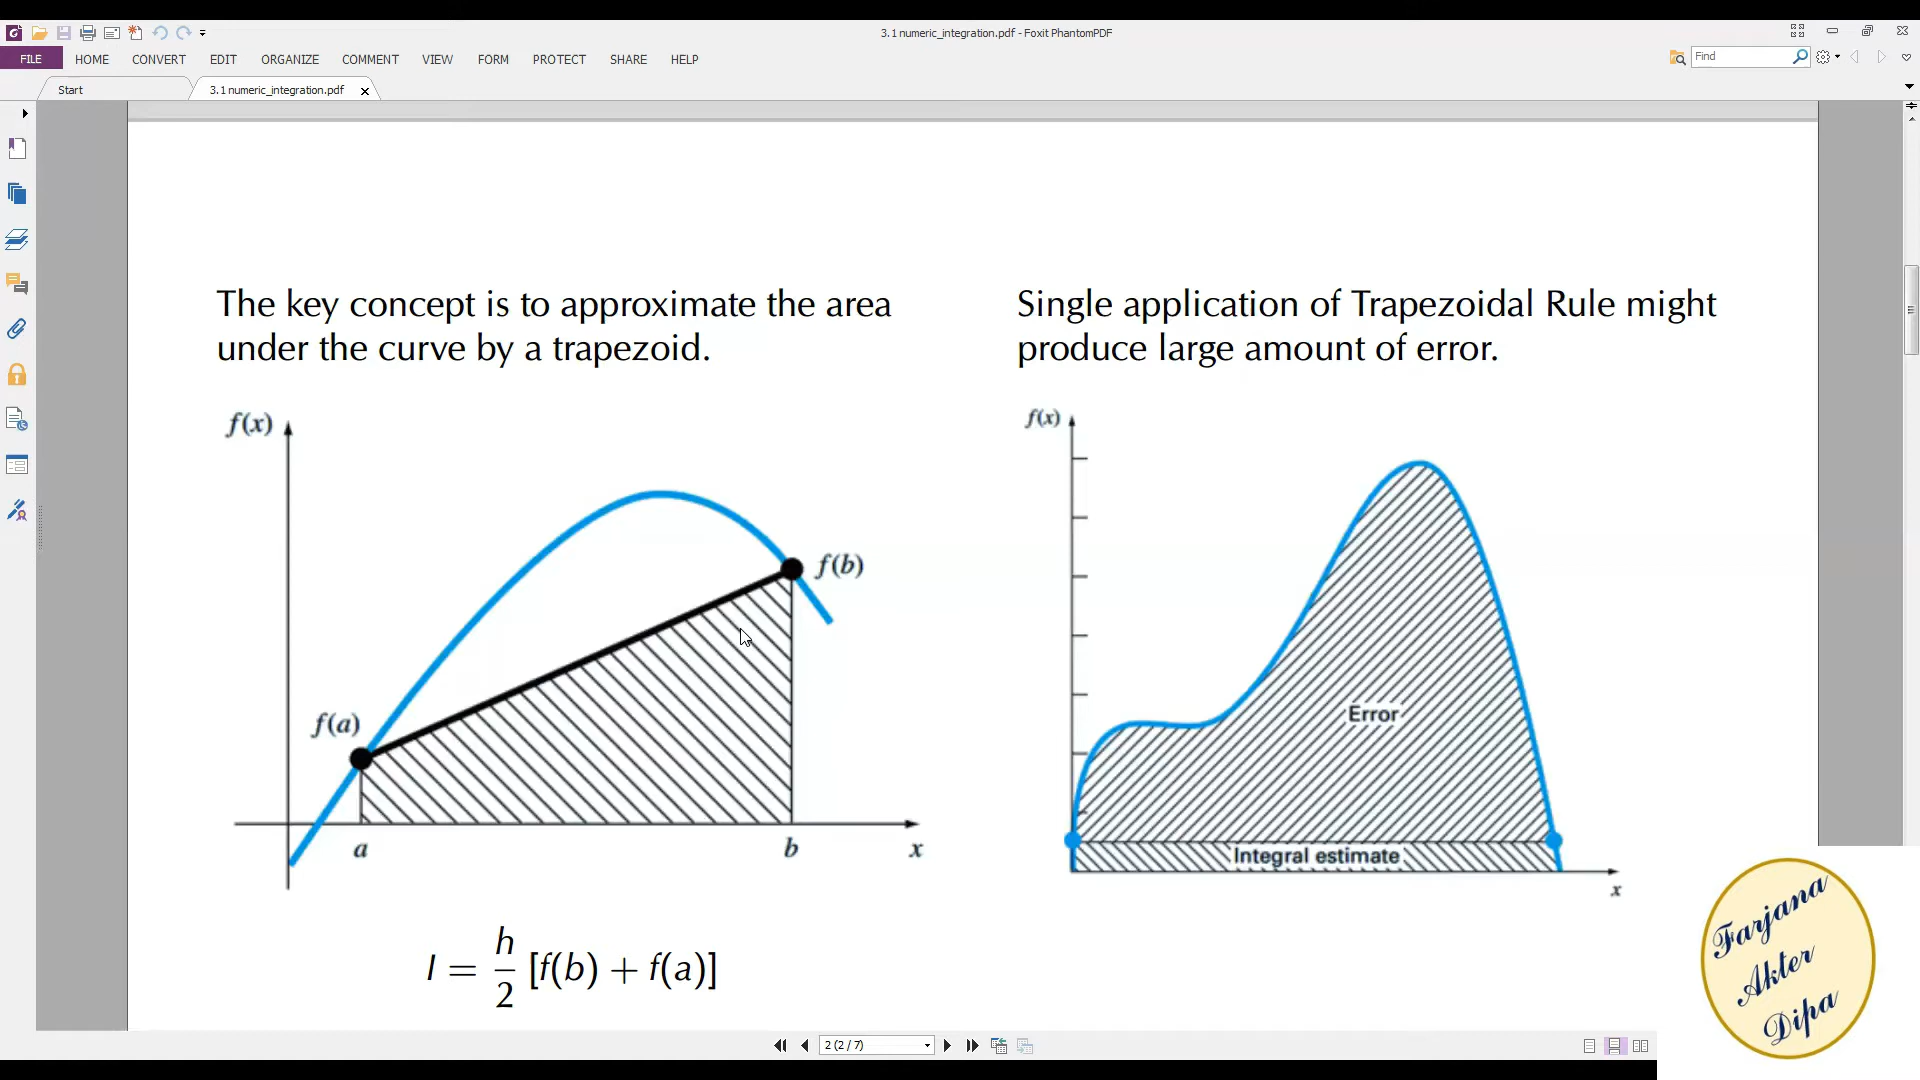 3.1 numeric_integration.pdf - Foxit PhantomPDF
FILE HOME CONVERT EDIT ORGANIZE COMMENT VIEW FORM PROTECT SHARE HELP
Find
Start
3.1 numeric_integration.pdf
The key concept is to approximate the area
under the curve by a trapezoid.
f(x)
f(b)
f(a)
a
b
x
I = h/2 [f(b) + f(a)]
Single application of Trapezoidal Rule might
produce large amount of error.
f(x)
Error
Integral estimate
x
Farjana
Akter
Dipa
2 (2 / 7)